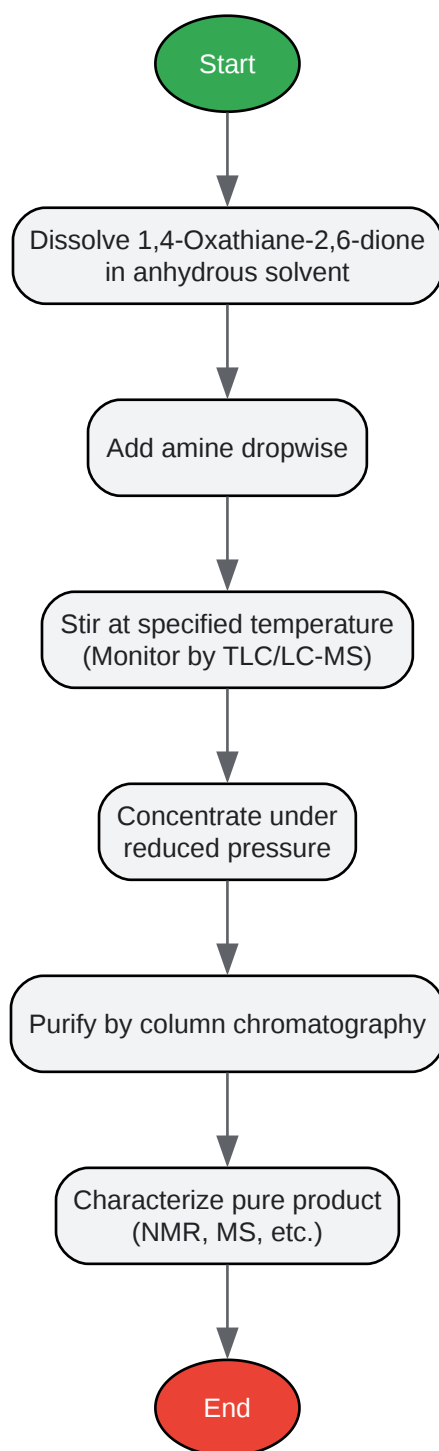 Start
Dissolve 1,4-Oxathiane-2,6-dione
in anhydrous solvent
Add amine dropwise
Stir at specified temperature
(Monitor by TLC/LC-MS)
Concentrate under
reduced pressure
Purify by column chromatography
Characterize pure product
(NMR, MS, etc.)
End